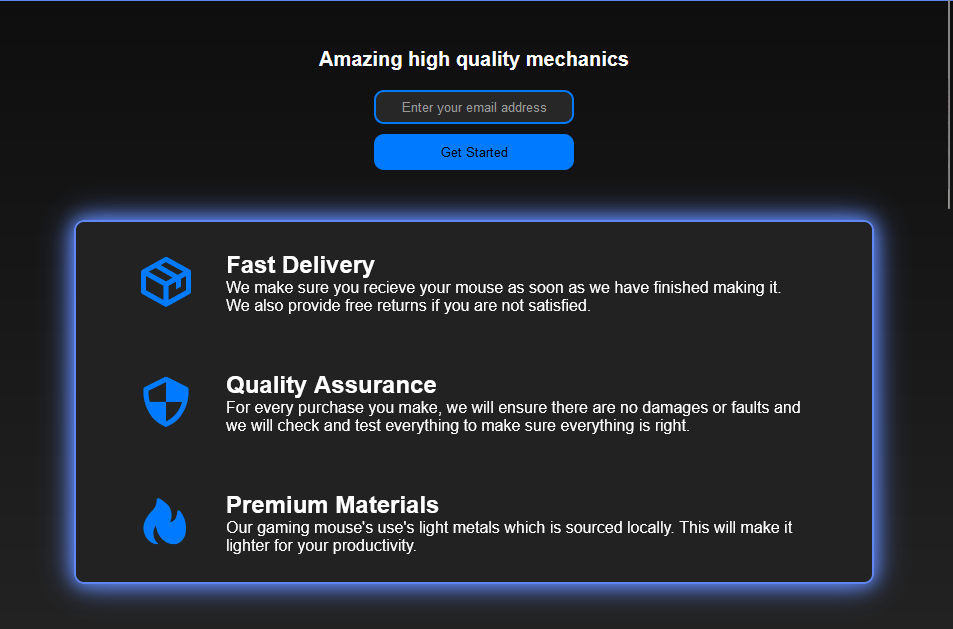 Amazing high quality mechanics
Enter your email address
Get Started
Fast Delivery
We make sure you recieve your mouse as soon as we have finished making it.
We also provide free returns if you are not satisfied.
Quality Assurance
For every purchase you make, we will ensure there are no damages or faults and
we will check and test everything to make sure everything is right.
Premium Materials
Our gaming mouse's use's light metals which is sourced locally. This will make it
lighter for your productivity.